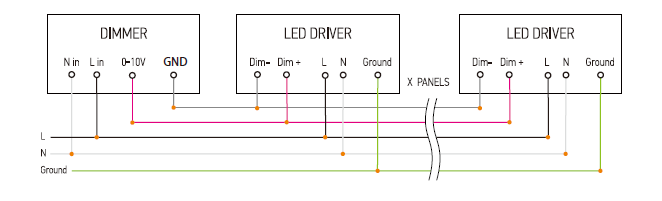 DIMMER
LED DRIVER
LED DRIVER
N in L in 0-10V GND
Dim- Dim + L N Ground
Dim- Dim + L N Ground
X PANELS
L
N
Ground